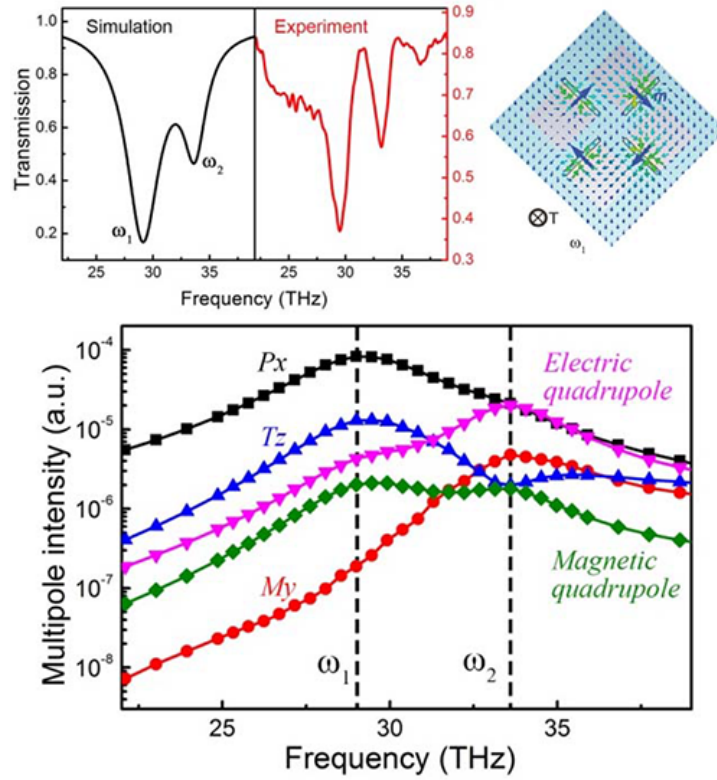 Simulation
Experiment
Transmission
1.0
0.8
0.6
0.4
0.2
ω1
ω2
0.9
0.8
0.7
0.6
0.5
0.4
0.3
25
30
35
25
30
35
Frequency (THz)
m
T
ω1
Multipole intensity (a.u.)
10-4
10-5
10-6
10-7
10-8
Px
Tz
My
Electric
quadrupole
Magnetic
quadrupole
ω1
ω2
25
30
35
Frequency (THz)